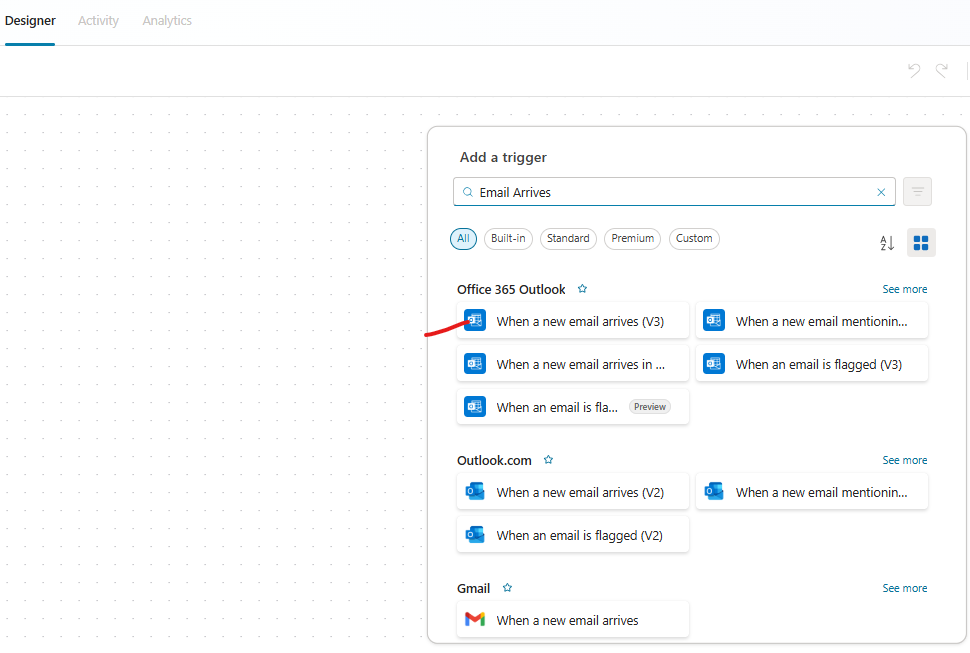 Designer Activity Analytics
Add a trigger
Email Arrives
All Built-in Standard Premium Custom
Office 365 Outlook See more
When a new email arrives (V3) When a new email mentionin...
When a new email arrives in ... When an email is flagged (V3)
When an email is fla... Preview
Outlook.com See more
When a new email arrives (V2) When a new email mentionin...
When an email is flagged (V2)
Gmail See more
When a new email arrives